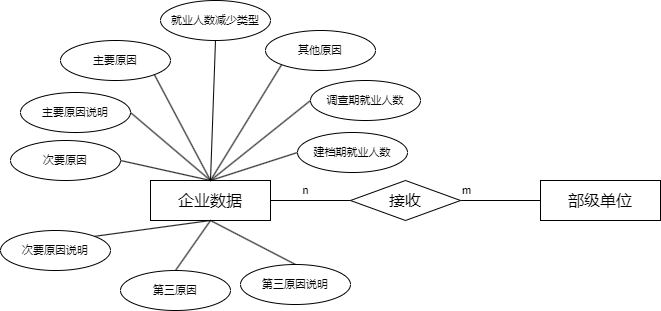 就业人数减少类型
其他原因
主要原因
调查期就业人数
主要原因说明
建档期就业人数
次要原因
企业数据
n
接收
m
部级单位
次要原因说明
第三原因
第三原因说明